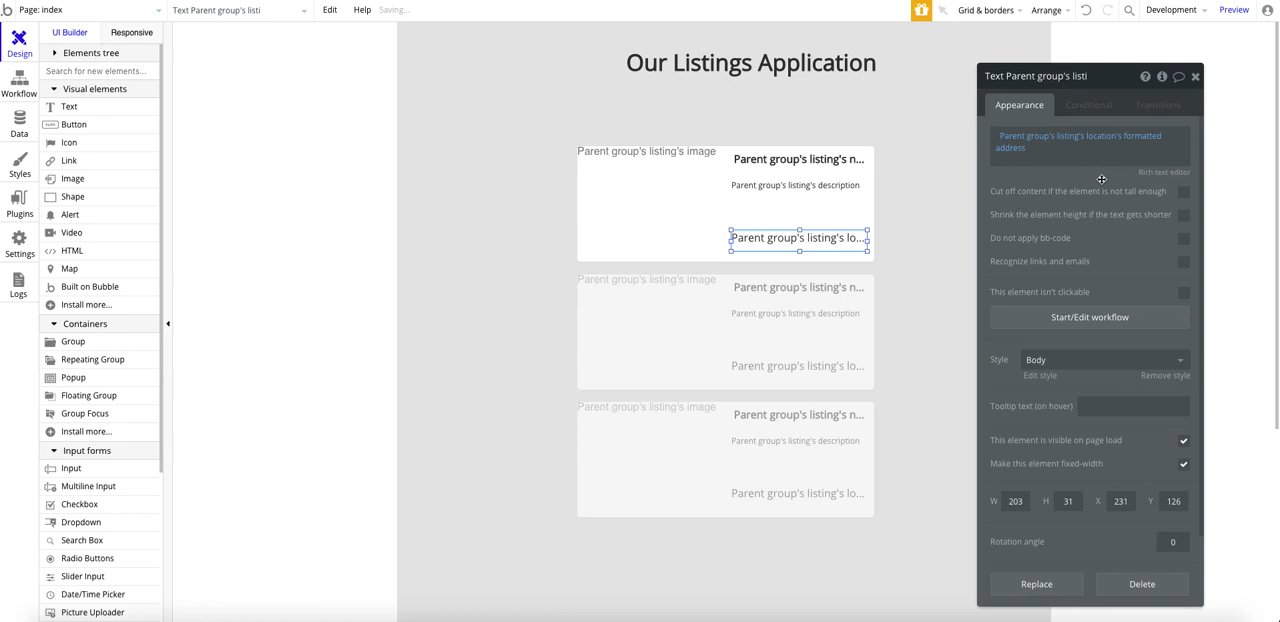 Page: index
Text Parent group's listi
Edit
Help
Saving...
Grid & borders
Arrange
Development
Preview
Design
Workflow
Data
Styles
Plugins
Settings
Logs
UI Builder
Responsive
Elements tree
Search for new elements...
Visual elements
Text
Button
Icon
Link
Image
Shape
Alert
Video
HTML
Map
Built on Bubble
Install more...
Containers
Group
Repeating Group
Popup
Floating Group
Group Focus
Install more...
Input forms
Input
Multiline Input
Checkbox
Dropdown
Search Box
Radio Buttons
Slider Input
Date/Time Picker
Picture Uploader
Our Listings Application
Parent group's listing's image
Parent group's listing's n...
Parent group's listing's description
Parent group's listing's lo...
Parent group's listing's image
Parent group's listing's n...
Parent group's listing's description
Parent group's listing's lo...
Parent group's listing's image
Parent group's listing's n...
Parent group's listing's description
Parent group's listing's lo...
Text Parent group's listi
Appearance
Conditional
Transitions
Parent group's listing's location's formatted
address
Rich text editor
Cut off content if the element is not tall enough
Shrink the element height if the text gets shorter
Do not apply bb-code
Recognize links and emails
This element isn't clickable
Start/Edit workflow
Style
Body
Edit style
Remove style
Tooltip text (on hover)
This element is visible on page load
Make this element fixed-width
W 203 H 31 X 231 Y 126
Rotation angle 0
Replace
Delete